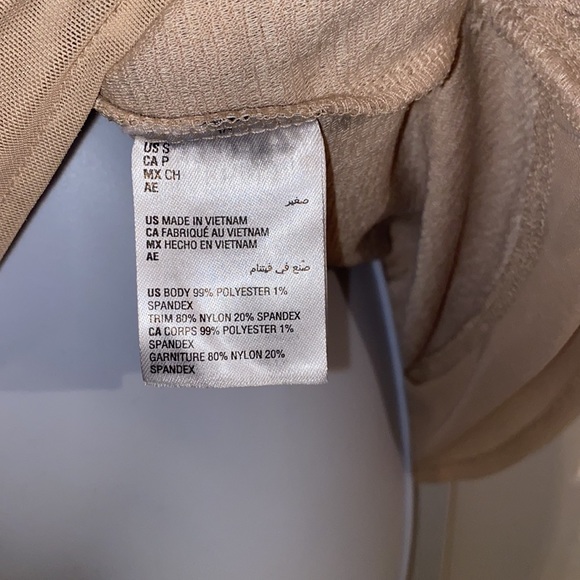 US S
CA P
MX CH
AE
صغير
US MADE IN VIETNAM
CA FABRIQUÉ AU VIETNAM
MX HECHO EN VIETNAM
AE
صّنع في فيتنام
US BODY 99% POLYESTER 1%
SPANDEX
TRIM 80% NYLON 20% SPANDEX
CA CORPS 99% POLYESTER 1%
SPANDEX
GARNITURE 80% NYLON 20%
SPANDEX